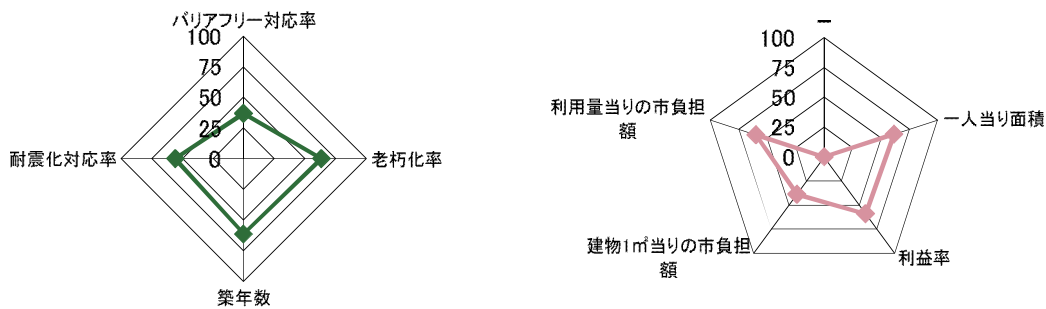 バリアフリー対応率
100
75
50
25
0
耐震化対応率
老朽化率
築年数
－
100
75
50
25
0
利用量当りの市負担
額
一人当り面積
建物1㎡当りの市負担
額
利益率